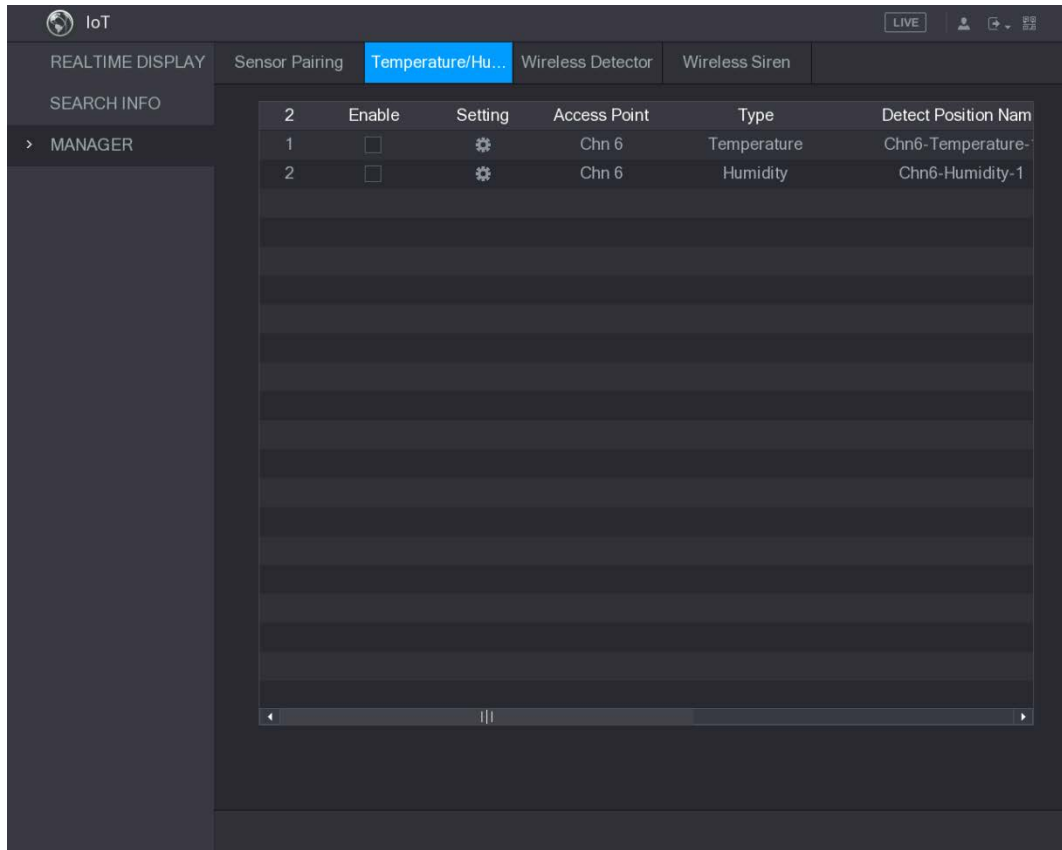 IoT
LIVE
REALTIME DISPLAY
SEARCH INFO
MANAGER
Sensor Pairing Temperature/Hu... Wireless Detector Wireless Siren
2 Enable Setting Access Point Type Detect Position Nam
1 Chn 6 Temperature Chn6-Temperature-
2 Chn 6 Humidity Chn6-Humidity-1